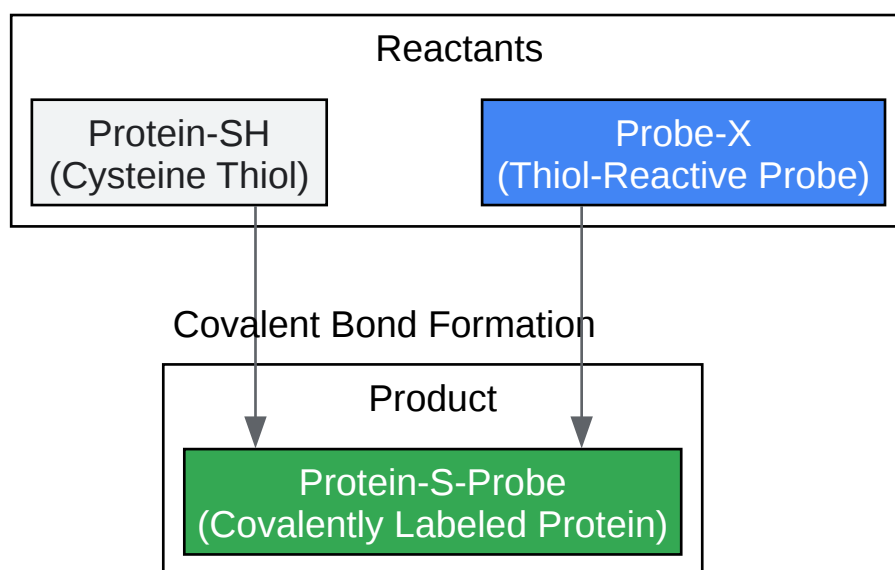 Reactants
Protein-SH
(Cysteine Thiol)
Probe-X
(Thiol-Reactive Probe)
Covalent Bond Formation
Product
Protein-S-Probe
(Covalently Labeled Protein)